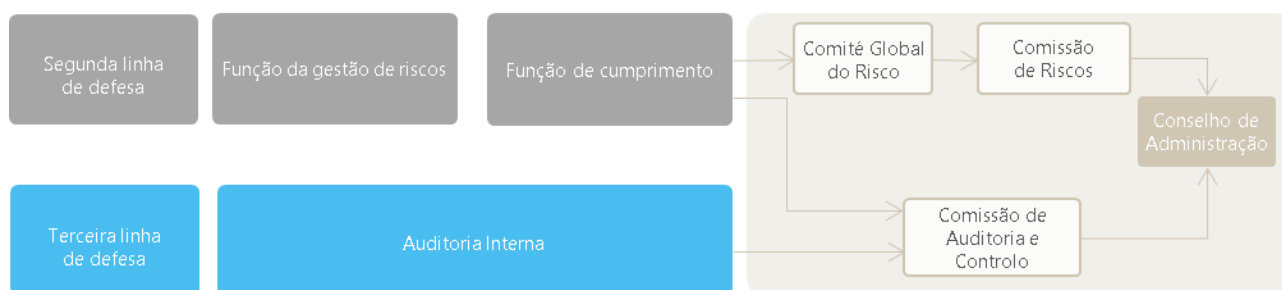 Segunda linha
de defesa
Função da gestão de riscos
Função de cumprimento
Comité Global
do Risco
Comissão
de Riscos
Conselho de
Administração
Terceira linha
de defesa
Auditoria Interna
Comissão de
Auditoria e
Controlo